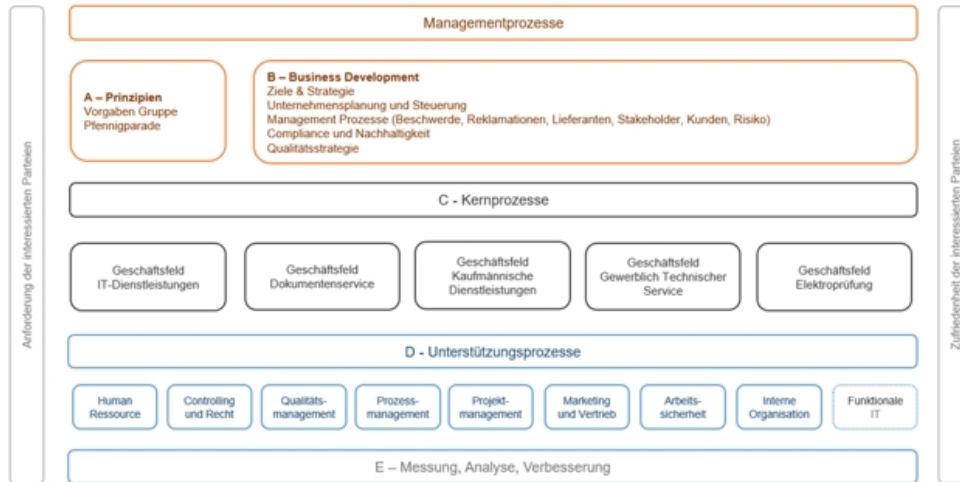 Managementprozesse
A – Prinzipien
Vorgaben Gruppe
Pfennigparade
B – Business Development
Ziele & Strategie
Unternehmensplanung und Steuerung
Management Prozesse (Beschwerde, Reklamationen, Lieferanten, Stakeholder, Kunden, Risiko)
Compliance und Nachhaltigkeit
Qualitätsstrategie
Anforderung der interessierten Parteien
Zufriedenheit der interessierten Parteien
C - Kernprozesse
Geschäftsfeld
IT-Dienstleistungen
Geschäftsfeld
Dokumentenservice
Geschäftsfeld
Kaufmännische
Dienstleistungen
Geschäftsfeld
Gewerblich Technischer
Service
Geschäftsfeld
Elektroprüfung
D - Unterstützungsprozesse
Human
Ressource
Controlling
und Recht
Qualitäts-
management
Prozess-
management
Projekt-
management
Marketing
und Vertrieb
Arbeits-
sicherheit
Interne
Organisation
Funktionale
IT
E – Messung, Analyse, Verbesserung